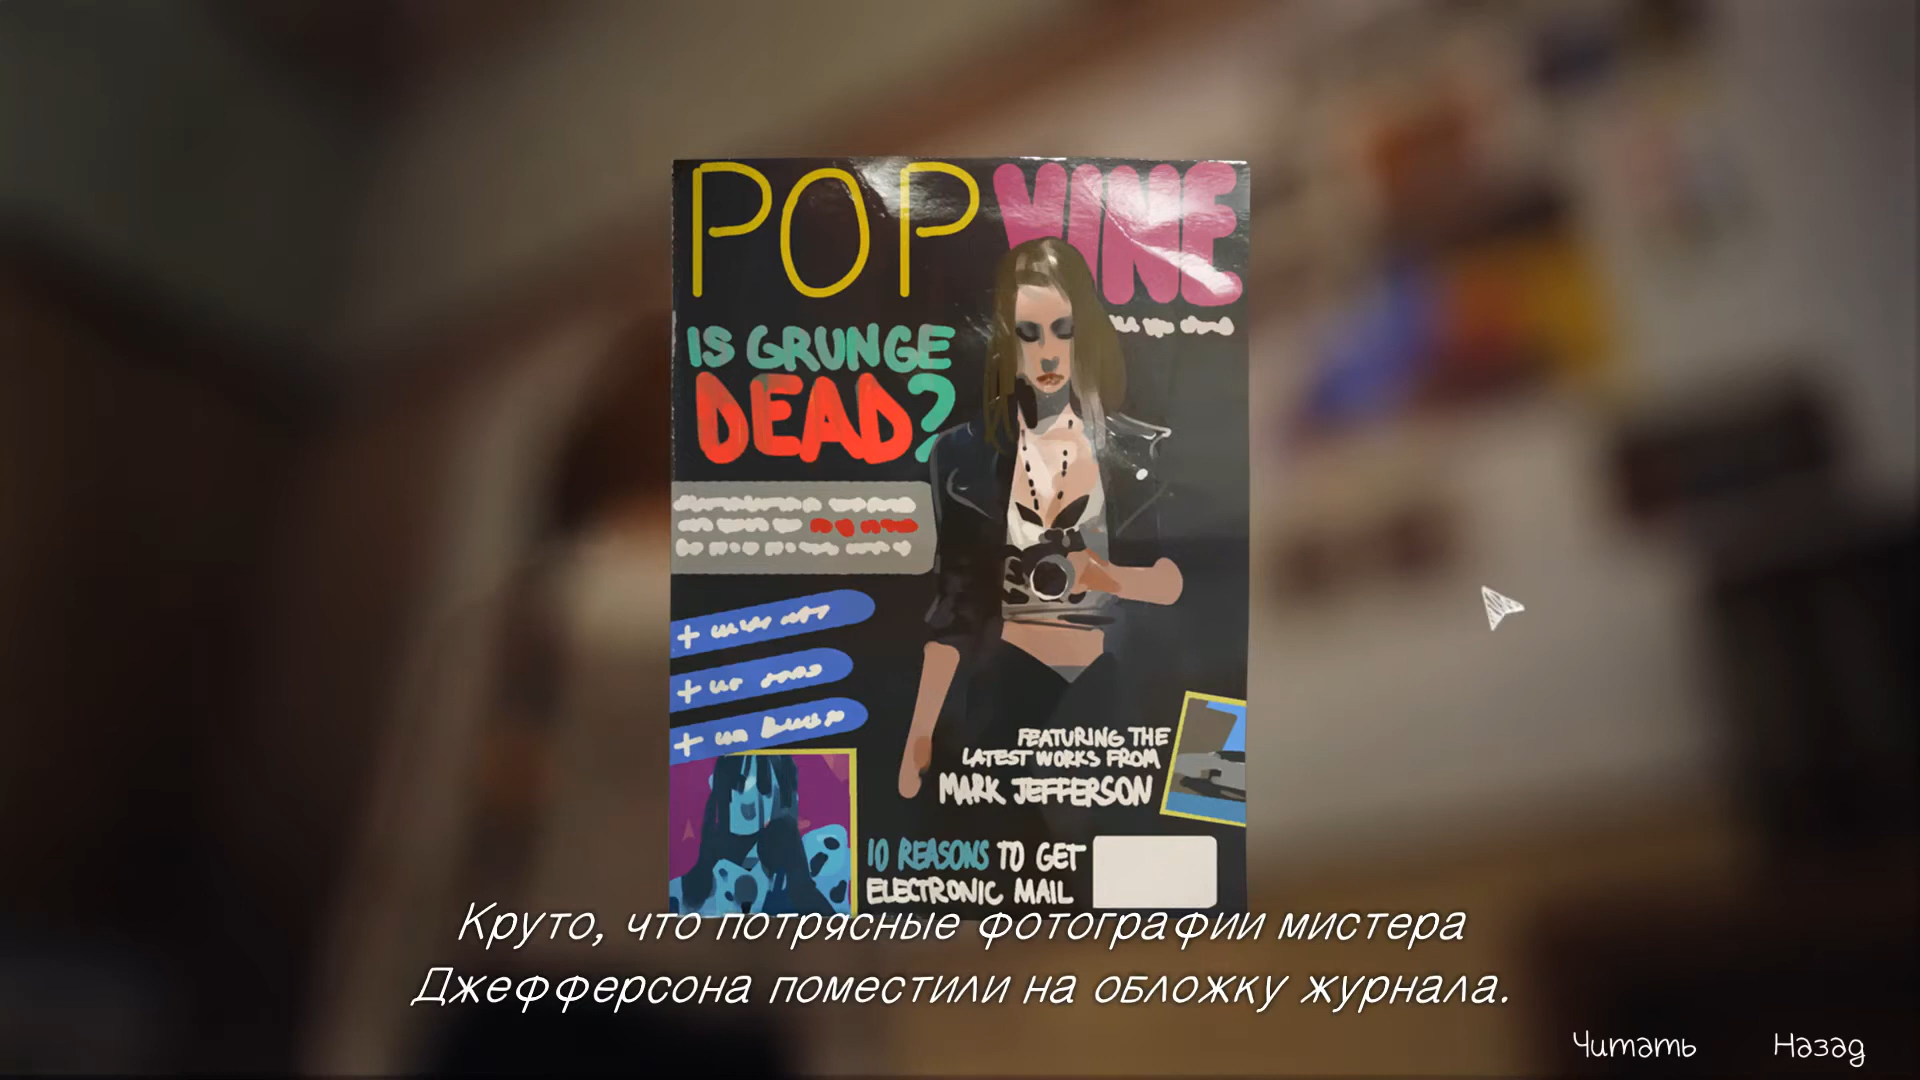 POP VINE
IS GRUNGE
DEAD?
FEATURING THE
LATEST WORKS FROM
MARK JEFFERSON
10 REASONS TO GET
ELECTRONIC MAIL
Круто, что потрясные фотографии мистера
Джефферсона поместили на обложку журнала.
Читать Назад